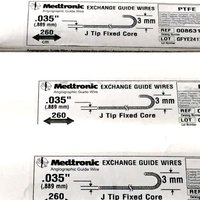 Medtronic EXCHANGE GUIDE WIRES PTFE
Angiographic Guide Wire
.035"
(.889 mm)
3 mm
260
cm
J Tip Fixed Core
LOT
Medtronic EXCHANGE GUIDE WIRES
Angiographic Guide Wire
.035"
(.889 mm)
3 mm
260
cm
J Tip Fixed Core
LOT
Medtronic EXCHANGE GUIDE WIRES
Angiographic Guide Wire
.035"
(.889 mm)
3 mm
260
J Tip Fixed Core